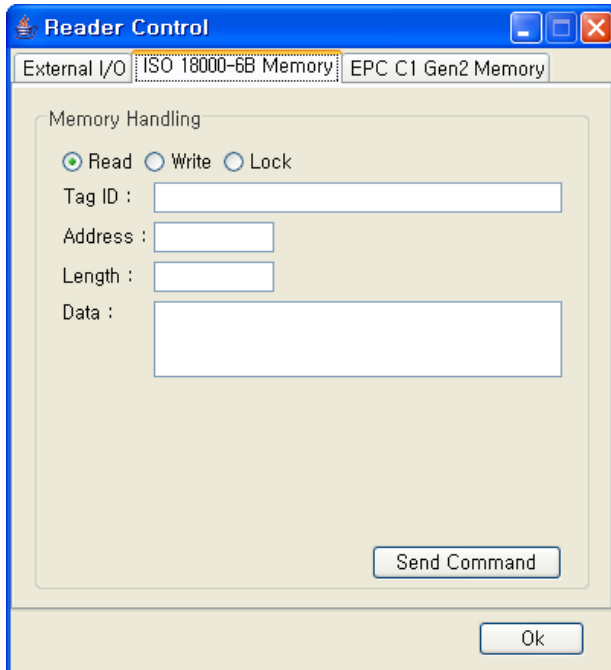 Reader Control
External I/O ISO 18000-6B Memory EPC C1 Gen2 Memory
Memory Handling
Read Write Lock
Tag ID :
Address :
Length :
Data :
Send Command
Ok